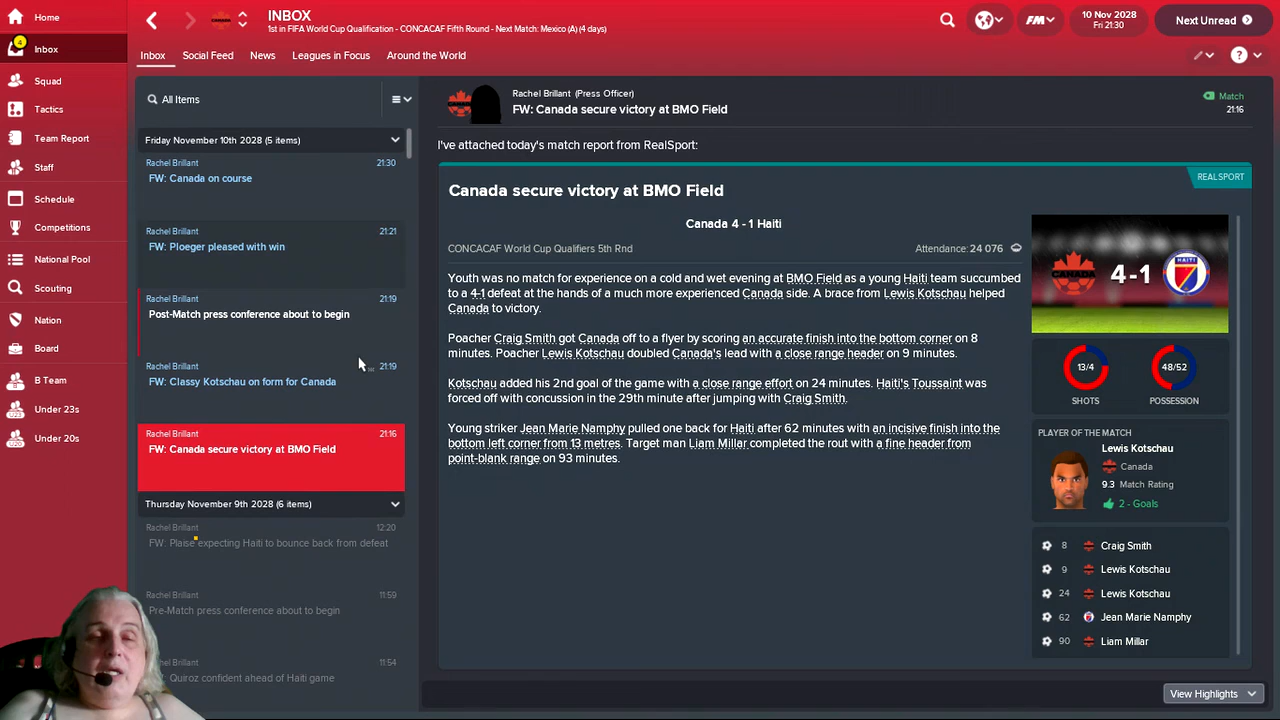 Home
INBOX
1st in FIFA World Cup Qualification - CONCACAF Fifth Round - Next Match: Mexico (A) (4 days)
FM
10 Nov 2028
Fri 21:30
Next Unread
4
Inbox
Squad
Tactics
Team Report
Staff
Schedule
Competitions
National Pool
Scouting
Nation
Board
B Team
Under 23s
U23
Under 20s
U20
Inbox
Social Feed
News
Leagues in Focus
Around the World
?
All Items
Friday November 10th 2028 (5 items)
Rachel Brillant 21:30
FW: Canada on course
Rachel Brillant 21:21
FW: Ploeger pleased with win
Rachel Brillant 21:19
Post-Match press conference about to begin
Rachel Brillant 21:19
FW: Classy Kotschau on form for Canada
Rachel Brillant 21:16
FW: Canada secure victory at BMO Field
Thursday November 9th 2028 (6 items)
Rachel Brillant 12:20
FW: Plaise expecting Haiti to bounce back from defeat
Rachel Brillant 11:59
Pre-Match press conference about to begin
Rachel Brillant 11:54
Quiroz confident ahead of Haiti game
Rachel Brillant (Press Officer)
FW: Canada secure victory at BMO Field
Match
21:16
I've attached today's match report from RealSport:
REALSPORT
Canada secure victory at BMO Field
Canada 4 - 1 Haiti
CONCACAF World Cup Qualifiers 5th Rnd
Attendance: 24 076
Youth was no match for experience on a cold and wet evening at BMO Field as a young Haiti team succumbed
to a 4-1 defeat at the hands of a much more experienced Canada side. A brace from Lewis Kotschau helped
Canada to victory.
Poacher Craig Smith got Canada off to a flyer by scoring an accurate finish into the bottom corner on 8
minutes. Poacher Lewis Kotschau doubled Canada's lead with a close range header on 9 minutes.
Kotschau added his 2nd goal of the game with a close range effort on 24 minutes. Haiti's Toussaint was
forced off with concussion in the 29th minute after jumping with Craig Smith.
Young striker Jean Marie Namphy pulled one back for Haiti after 62 minutes with an incisive finish into the
bottom left corner from 13 metres. Target man Liam Millar completed the rout with a fine header from
point-blank range on 93 minutes.
CANADA
4-1
HAITI
13/4
SHOTS
48/52
POSSESSION
PLAYER OF THE MATCH
Lewis Kotschau
Canada
9.3 Match Rating
2 - Goals
8 Craig Smith
9 Lewis Kotschau
24 Lewis Kotschau
62 Jean Marie Namphy
90 Liam Millar
View Highlights